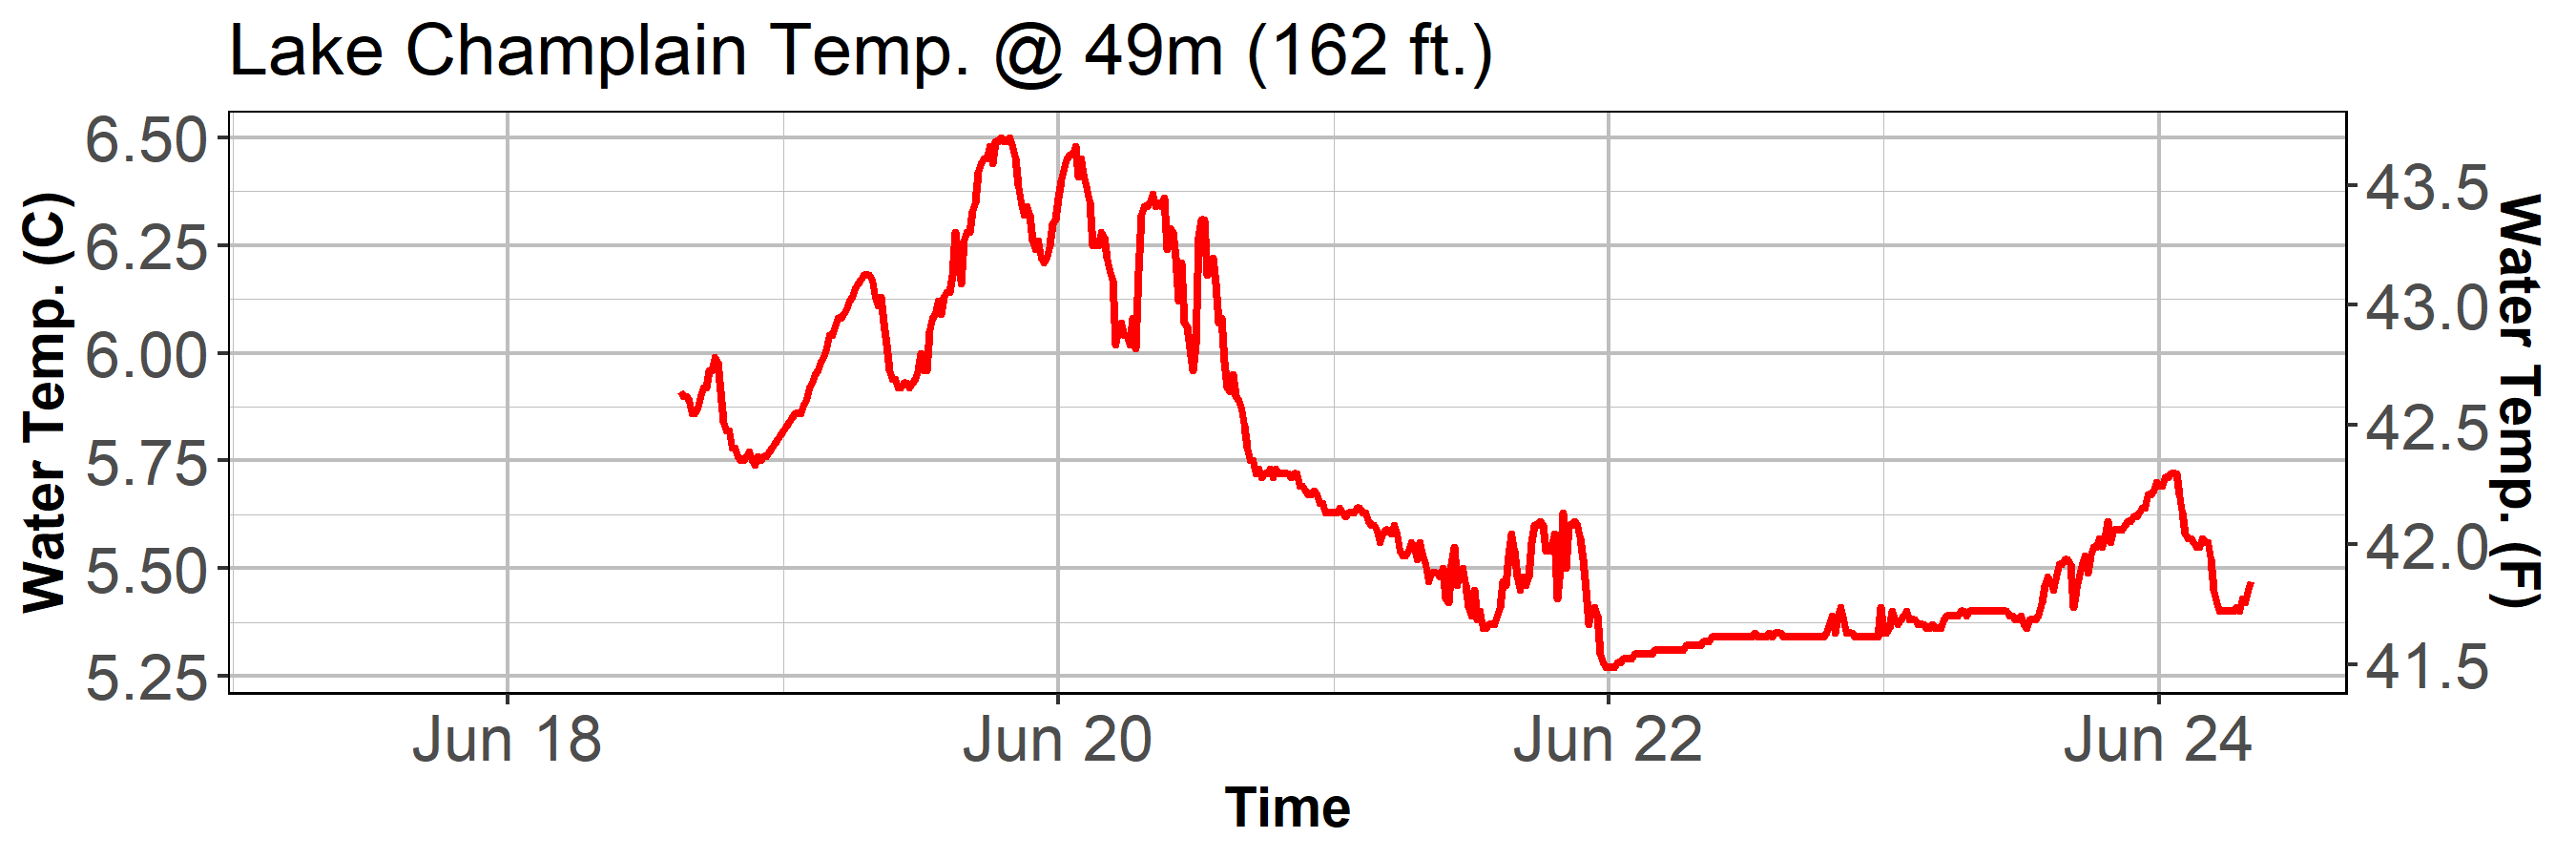 Lake Champlain Temp. @ 49m (162 ft.)
Water Temp. (C)
6.50
6.25
6.00
5.75
5.50
5.25
43.5
43.0
42.5
42.0
41.5
Water Temp. (F)
Jun 18
Jun 20
Jun 22
Jun 24
Time